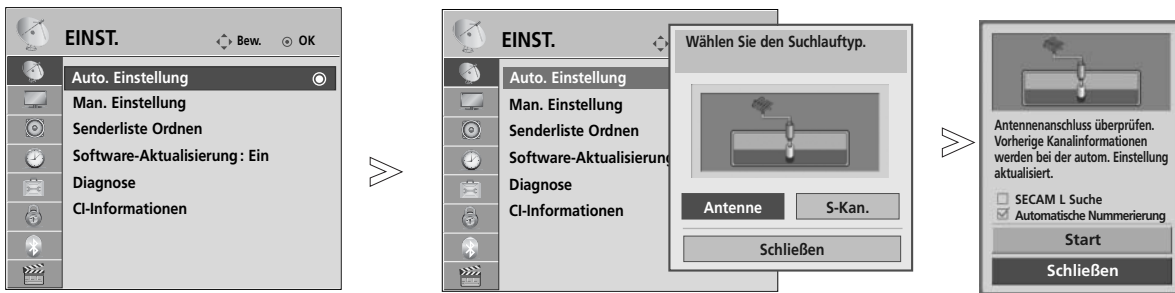 EINST.
Bew.
OK
Auto. Einstellung
Man. Einstellung
Senderliste Ordnen
Software-Aktualisierung: Ein
Diagnose
CI-Informationen
EINST.
Auto. Einstellung
Man. Einstellung
Senderliste Ordnen
Software-Aktualisierung
Diagnose
CI-Informationen
Wählen Sie den Suchlauftyp.
Antenne
S-Kan.
Schließen
Antennenanschluss überprüfen.
Vorherige Kanalinformationen
werden bei der autom. Einstellung
aktualisiert.
SECAM L Suche
Automatische Nummerierung
Start
Schließen